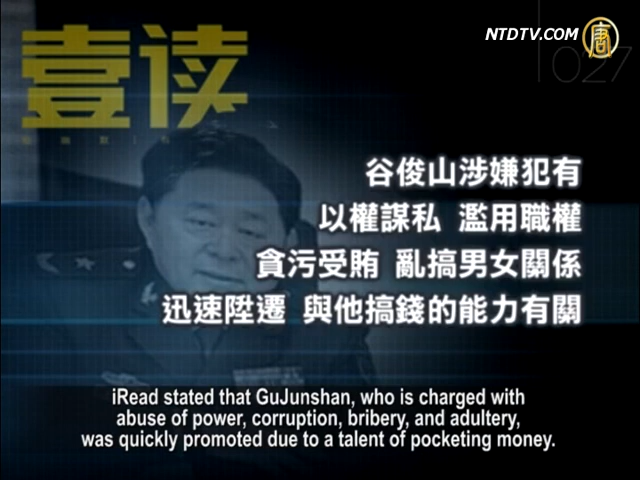 NTDTV.COM
唐
027
壹读
谷俊山涉嫌犯有
以權謀私 濫用職權
貪污受賄 亂搞男女關係
迅速陞遷 與他搞錢的能力有關
iRead stated that GuJunshan, who is charged with
abuse of power, corruption, bribery, and adultery,
was quickly promoted due to a talent of pocketing money.